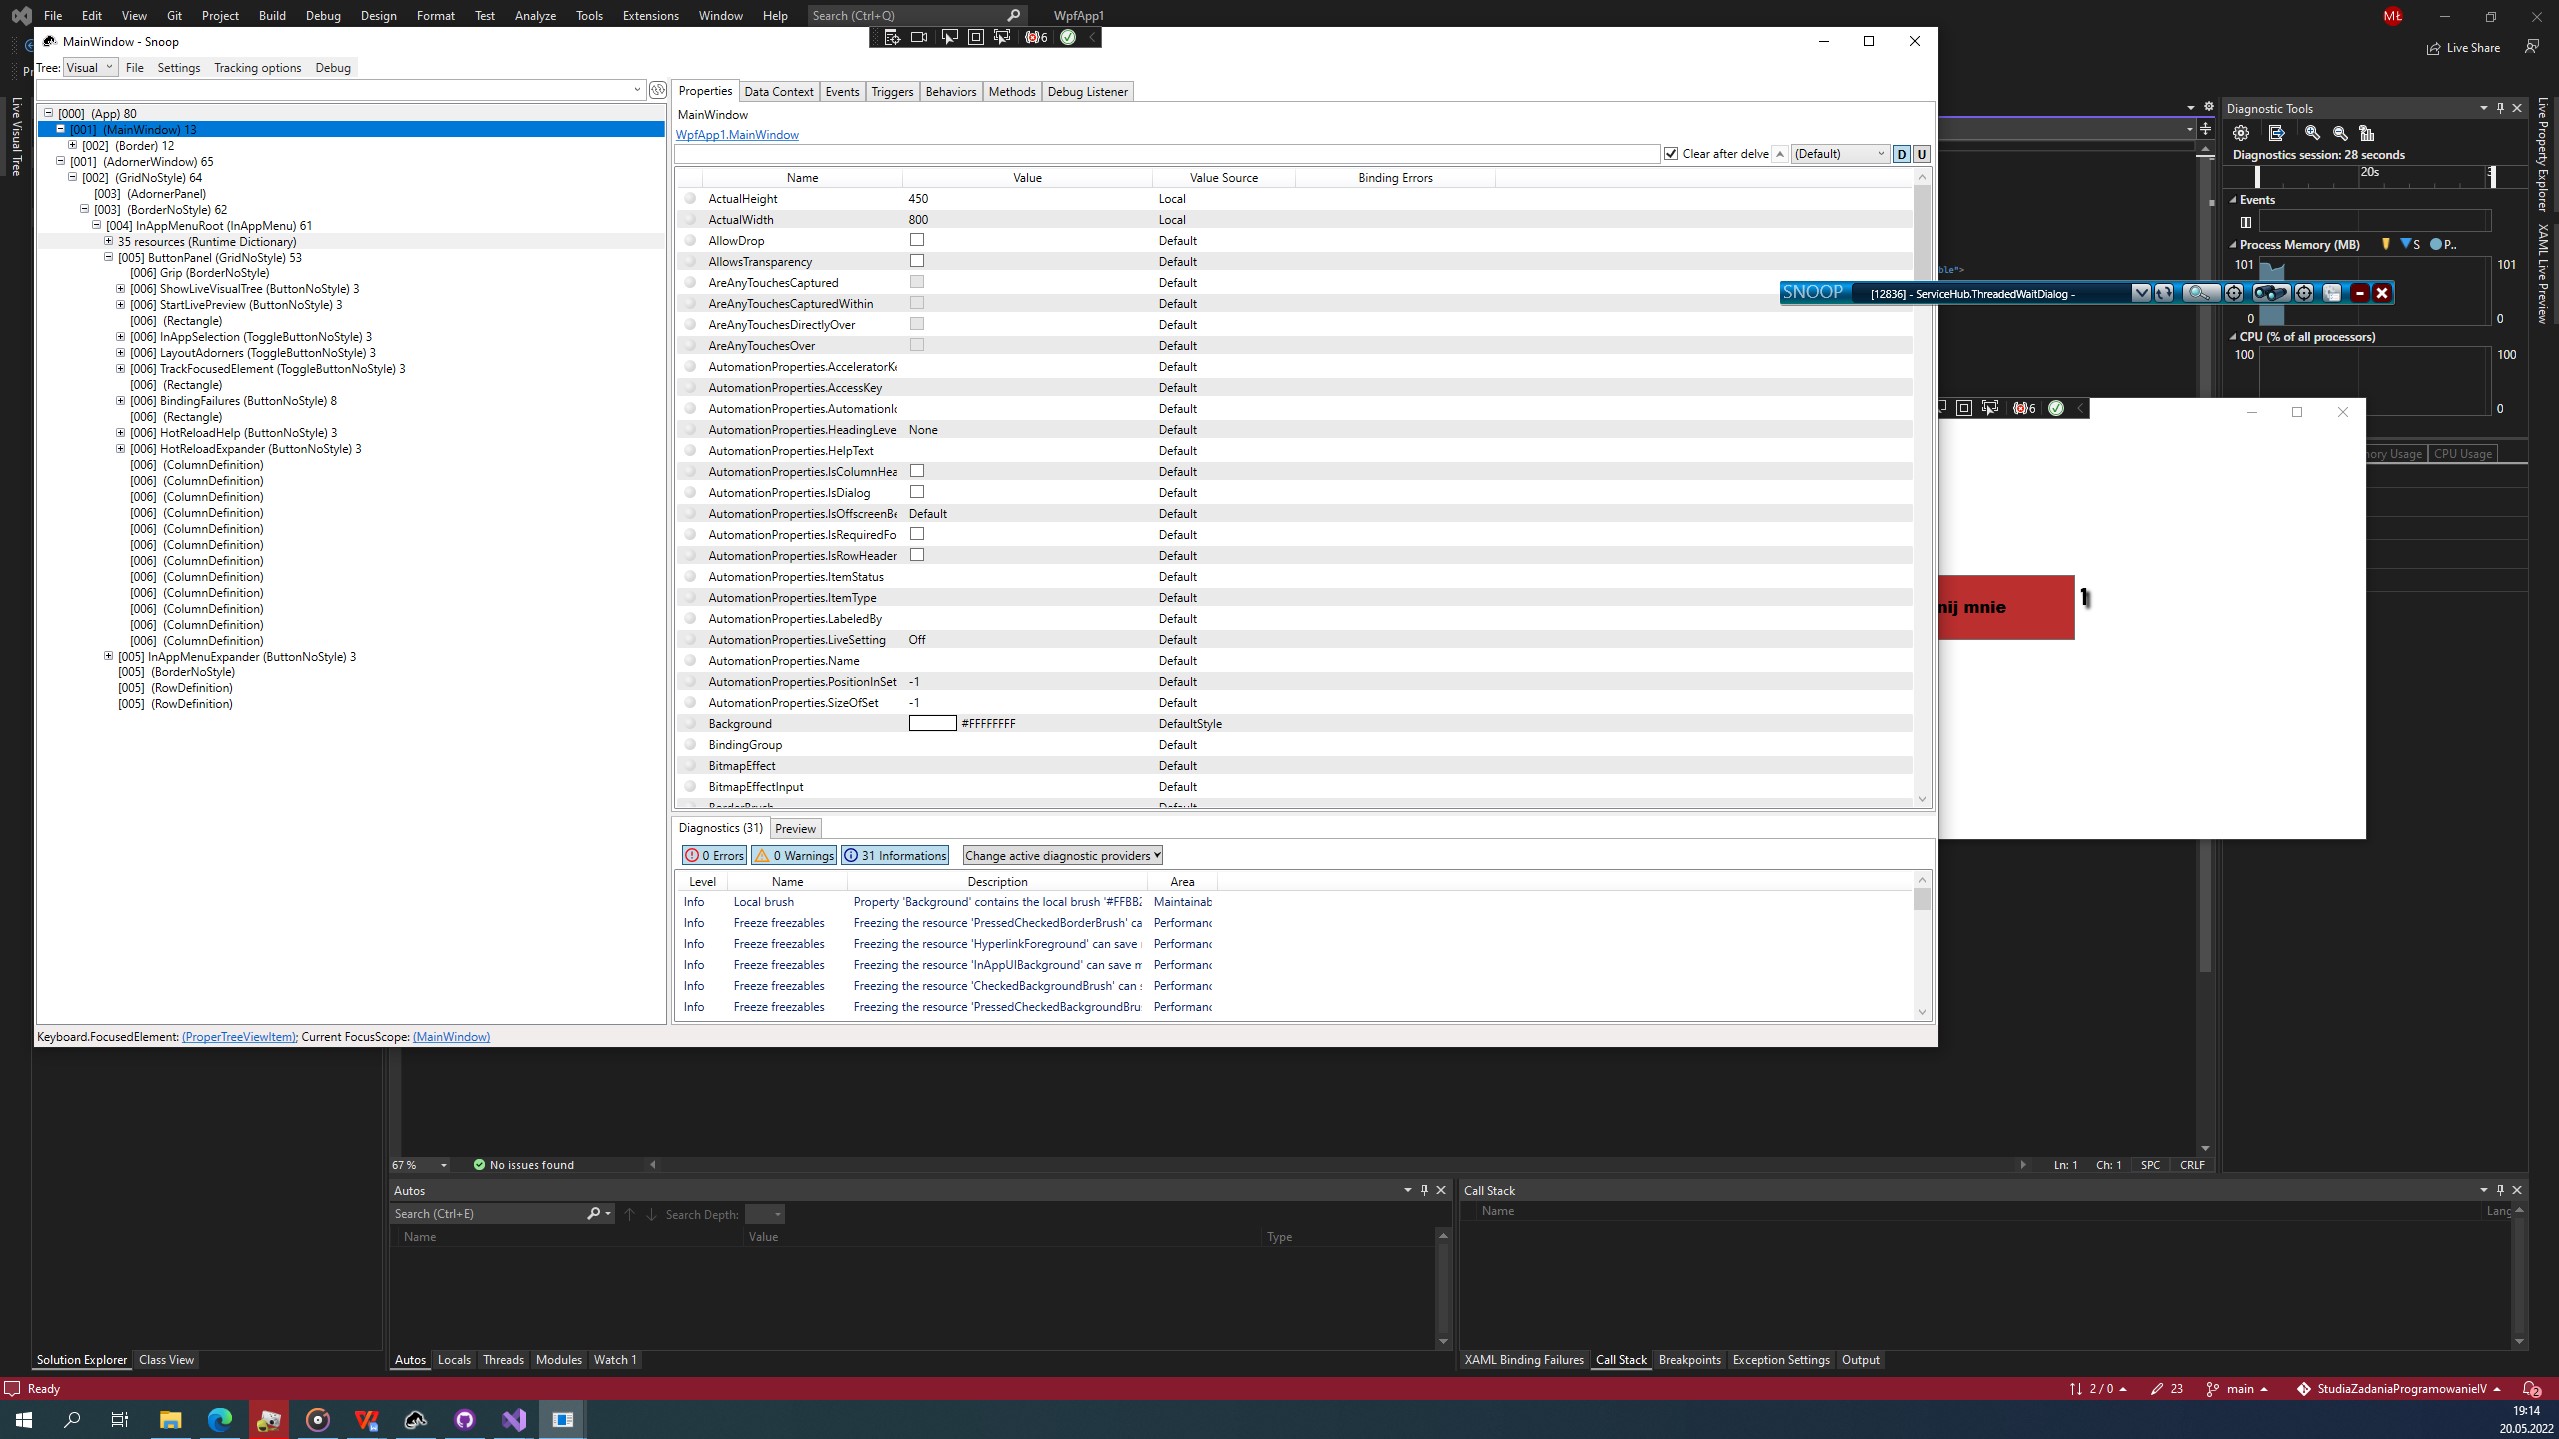 File Edit View Git Project Build Debug Design Format Test Analyze Tools Extensions Window Help Search (Ctrl+Q) WpfApp1 MŁ
Live Share
MainWindow - Snoop
6
Tree: Visual File Settings Tracking options Debug
Live Visual Tree
[000] (App) 80
[001] (MainWindow) 13
[002] (Border) 12
[001] (AdornerWindow) 65
[002] (GridNoStyle) 64
[003] (AdornerPanel)
[003] (BorderNoStyle) 62
[004] InAppMenuRoot (InAppMenu) 61
35 resources (Runtime Dictionary)
[005] ButtonPanel (GridNoStyle) 53
[006] Grip (BorderNoStyle)
[006] ShowLiveVisualTree (ButtonNoStyle) 3
[006] StartLivePreview (ButtonNoStyle) 3
[006] (Rectangle)
[006] InAppSelection (ToggleButtonNoStyle) 3
[006] LayoutAdorners (ToggleButtonNoStyle) 3
[006] TrackFocusedElement (ToggleButtonNoStyle) 3
[006] (Rectangle)
[006] BindingFailures (ButtonNoStyle) 8
[006] (Rectangle)
[006] HotReloadHelp (ButtonNoStyle) 3
[006] HotReloadExpander (ButtonNoStyle) 3
[006] (ColumnDefinition)
[006] (ColumnDefinition)
[006] (ColumnDefinition)
[006] (ColumnDefinition)
[006] (ColumnDefinition)
[006] (ColumnDefinition)
[006] (ColumnDefinition)
[006] (ColumnDefinition)
[006] (ColumnDefinition)
[006] (ColumnDefinition)
[006] (ColumnDefinition)
[006] (ColumnDefinition)
[005] InAppMenuExpander (ButtonNoStyle) 3
[005] (BorderNoStyle)
[005] (RowDefinition)
[005] (RowDefinition)
Keyboard.FocusedElement: (ProperTreeViewItem); Current FocusScope: (MainWindow)
Properties Data Context Events Triggers Behaviors Methods Debug Listener
MainWindow
WpfApp1.MainWindow
Clear after delve (Default) D U
Name Value Value Source Binding Errors
ActualHeight 450 Local
ActualWidth 800 Local
AllowDrop Default
AllowsTransparency Default
AreAnyTouchesCaptured Default
AreAnyTouchesCapturedWithin Default
AreAnyTouchesDirectlyOver Default
AreAnyTouchesOver Default
AutomationProperties.AcceleratorKe Default
AutomationProperties.AccessKey Default
AutomationProperties.AutomationIc Default
AutomationProperties.HeadingLeve None Default
AutomationProperties.HelpText Default
AutomationProperties.IsColumnHea Default
AutomationProperties.IsDialog Default
AutomationProperties.IsOffscreenBe Default Default
AutomationProperties.IsRequiredFo Default
AutomationProperties.IsRowHeader Default
AutomationProperties.ItemStatus Default
AutomationProperties.ItemType Default
AutomationProperties.LabeledBy Default
AutomationProperties.LiveSetting Off Default
AutomationProperties.Name Default
AutomationProperties.PositionInSet -1 Default
AutomationProperties.SizeOfSet -1 Default
Background #FFFFFFFF DefaultStyle
BindingGroup Default
BitmapEffect Default
BitmapEffectInput Default
BorderBrush Default
Diagnostics (31) Preview
0 Errors 0 Warnings 31 Informations Change active diagnostic providers
Level Name Description Area
Info Local brush Property 'Background' contains the local brush '#FFBB2 Maintainab
Info Freeze freezables Freezing the resource 'PressedCheckedBorderBrush' ca Performanc
Info Freeze freezables Freezing the resource 'HyperlinkForeground' can save Performanc
Info Freeze freezables Freezing the resource 'InAppUIBackground' can save m Performanc
Info Freeze freezables Freezing the resource 'CheckedBackgroundBrush' can s Performanc
Info Freeze freezables Freezing the resource 'PressedCheckedBackgroundBru Performanc
Diagnostic Tools
Diagnostics session: 28 seconds
20s
Events
Process Memory (MB) S P..
101 101
ble">
SNOOP [12836] - ServiceHub.ThreadedWaitDialog -
0 0
CPU (% of all processors)
100 100
0
6
ory Usage CPU Usage
nij mnie 1
Live Property Explorer
XAML Live Preview
67 % No issues found Ln: 1 Ch: 1 SPC CRLF
Autos
Search (Ctrl+E) Search Depth:
Name Value Type
Call Stack
Name Lang
Solution Explorer Class View
Autos Locals Threads Modules Watch 1
XAML Binding Failures Call Stack Breakpoints Exception Settings Output
Ready 2 / 0 23 main StudiaZadaniaProgramowanieIV 2
19:14
20.05.2022